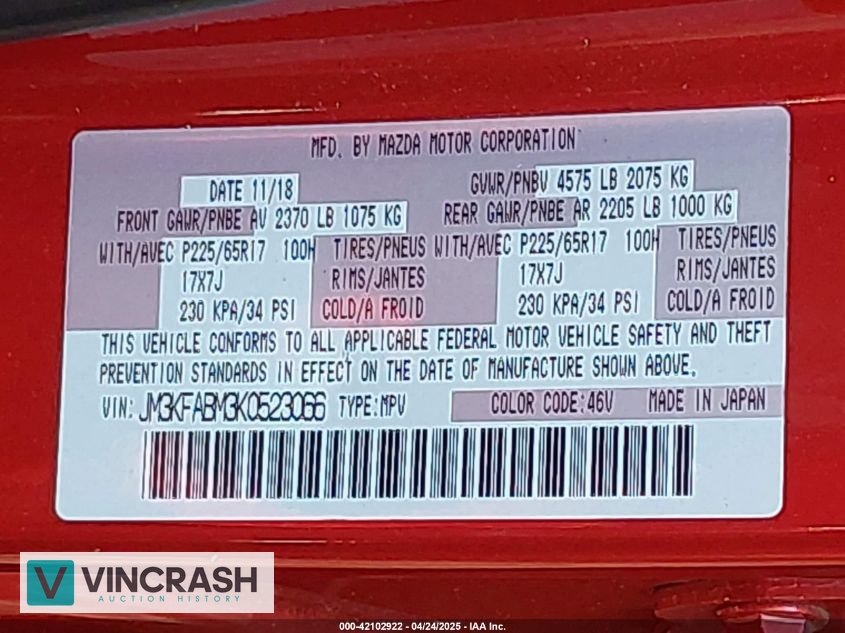 MFD. BY MAZDA MOTOR CORPORATION
DATE 11/18
GVWR/PNBV 4575 LB 2075 KG
FRONT GAWR/PNBE AV 2370 LB 1075 KG
REAR GAWR/PNBE AR 2205 LB 1000 KG
WITH/AVEC P225/65R17 100H TIRES/PNEUS WITH/AVEC P225/65R17 100H TIRES/PNEUS
17X7J RIMS/JANTES 17X7J RIMS/JANTES
230 KPA/34 PSI COLD/A FROID 230 KPA/34 PSI COLD/A FROID
THIS VEHICLE CONFORMS TO ALL APPLICABLE FEDERAL MOTOR VEHICLE SAFETY AND THEFT
PREVENTION STANDARDS IN EFFECT ON THE DATE OF MANUFACTURE SHOWN ABOVE.
VIN: JM3KFABM3K0523066 TYPE:MPV COLOR CODE:46V MADE IN JAPAN
V VINCRASH
AUCTION HISTORY
000-42102922 - 04/24/2025 - IAA Inc.